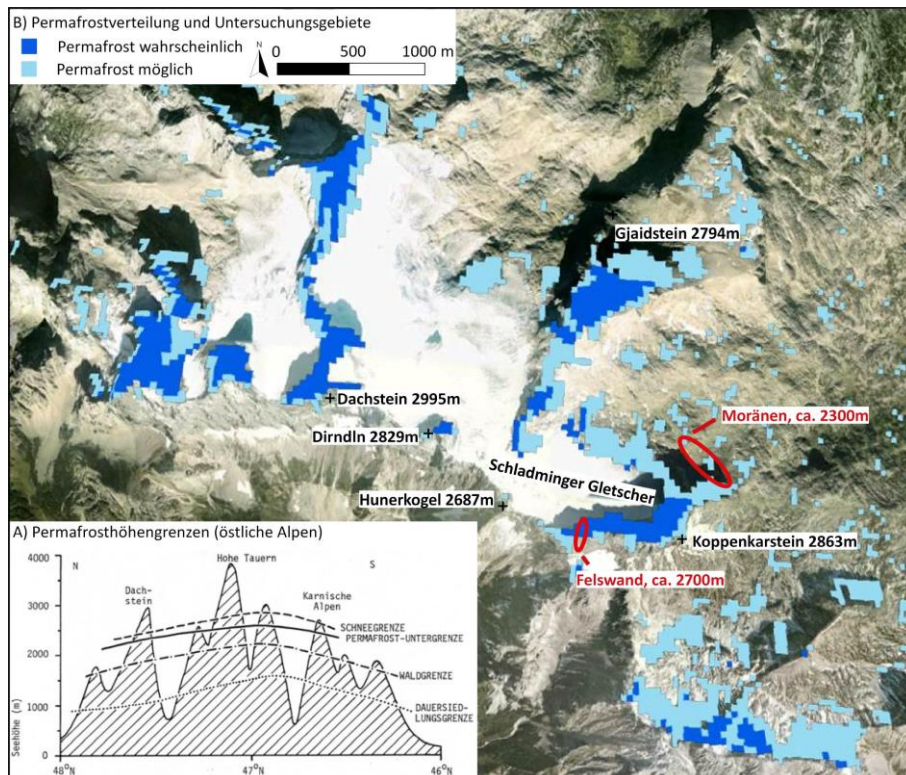 B) Permafrostverteilung und Untersuchungsgebiete
Permafrost wahrscheinlich
Permafrost möglich
N
0 500 1000 m
Gjaidstein 2794m
Dachstein 2995m
Moränen, ca. 2300m
Dirndln 2829m
Schladminger Gletscher
Hunerkogel 2687m
Koppenkarstein 2863m
Felswand, ca. 2700m
A) Permafrosthöhengrenzen (östliche Alpen)
4000
3000
2000
1000
0
Seehöhe (m)
N
S
Hohe Tauern
Dach-
stein
Karnische
Alpen
SCHNEEGRENZE
PERMAFROST-UNTERGRENZE
WALDGRENZE
DAUERSIED-
LUNGSGRENZE
48°N
47°N
46°N